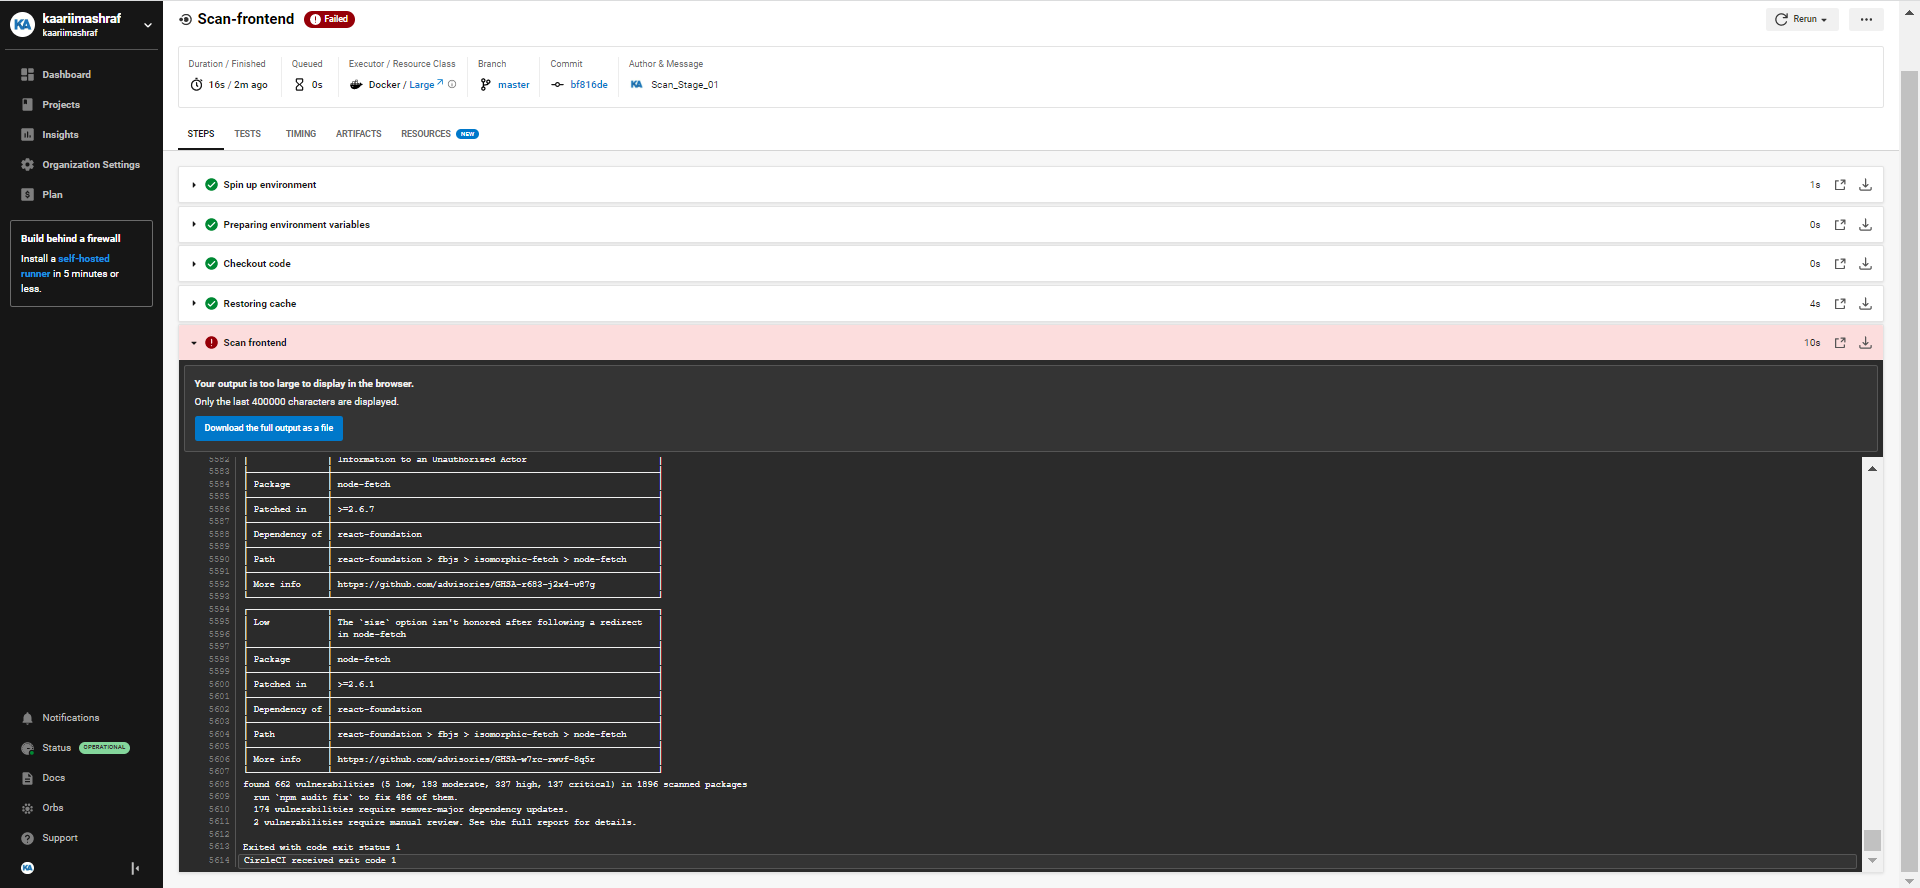 KA
kaariimashraf
kaariimashraf
Dashboard
Projects
Insights
Organization Settings
Plan
Build behind a firewall
Install a self-hosted
runner in 5 minutes or
less.
Notifications
Status OPERATIONAL
Docs
Orbs
Support
KA
Scan-frontend Failed
Rerun
Duration / Finished
16s / 2m ago
Queued
0s
Executor / Resource Class
Docker / Large
Branch
master
Commit
bf816de
Author & Message
KA Scan_Stage_01
STEPS TESTS TIMING ARTIFACTS RESOURCES NEW
Spin up environment 1s
Preparing environment variables 0s
Checkout code 0s
Restoring cache 4s
Scan frontend 10s
Your output is too large to display in the browser.
Only the last 400000 characters are displayed.
Download the full output as a file
5582 Information to an Unauthorized Actor
5583
5584 Package node-fetch
5585
5586 Patched in >=2.6.7
5587
5588 Dependency of react-foundation
5589
5590 Path react-foundation > fbjs > isomorphic-fetch > node-fetch
5591
5592 More info https://github.com/advisories/GHSA-r683-j2x4-v87g
5593
5594
5595 Low The `size` option isn't honored after following a redirect
5596 in node-fetch
5597
5598 Package node-fetch
5599
5600 Patched in >=2.6.1
5601
5602 Dependency of react-foundation
5603
5604 Path react-foundation > fbjs > isomorphic-fetch > node-fetch
5605
5606 More info https://github.com/advisories/GHSA-w7rc-rwvf-8q5r
5607
5608 found 662 vulnerabilities (5 low, 183 moderate, 337 high, 137 critical) in 1896 scanned packages
5609 run `npm audit fix` to fix 486 of them.
5610 174 vulnerabilities require semver-major dependency updates.
5611 2 vulnerabilities require manual review. See the full report for details.
5612
5613 Exited with code exit status 1
5614 CircleCI received exit code 1